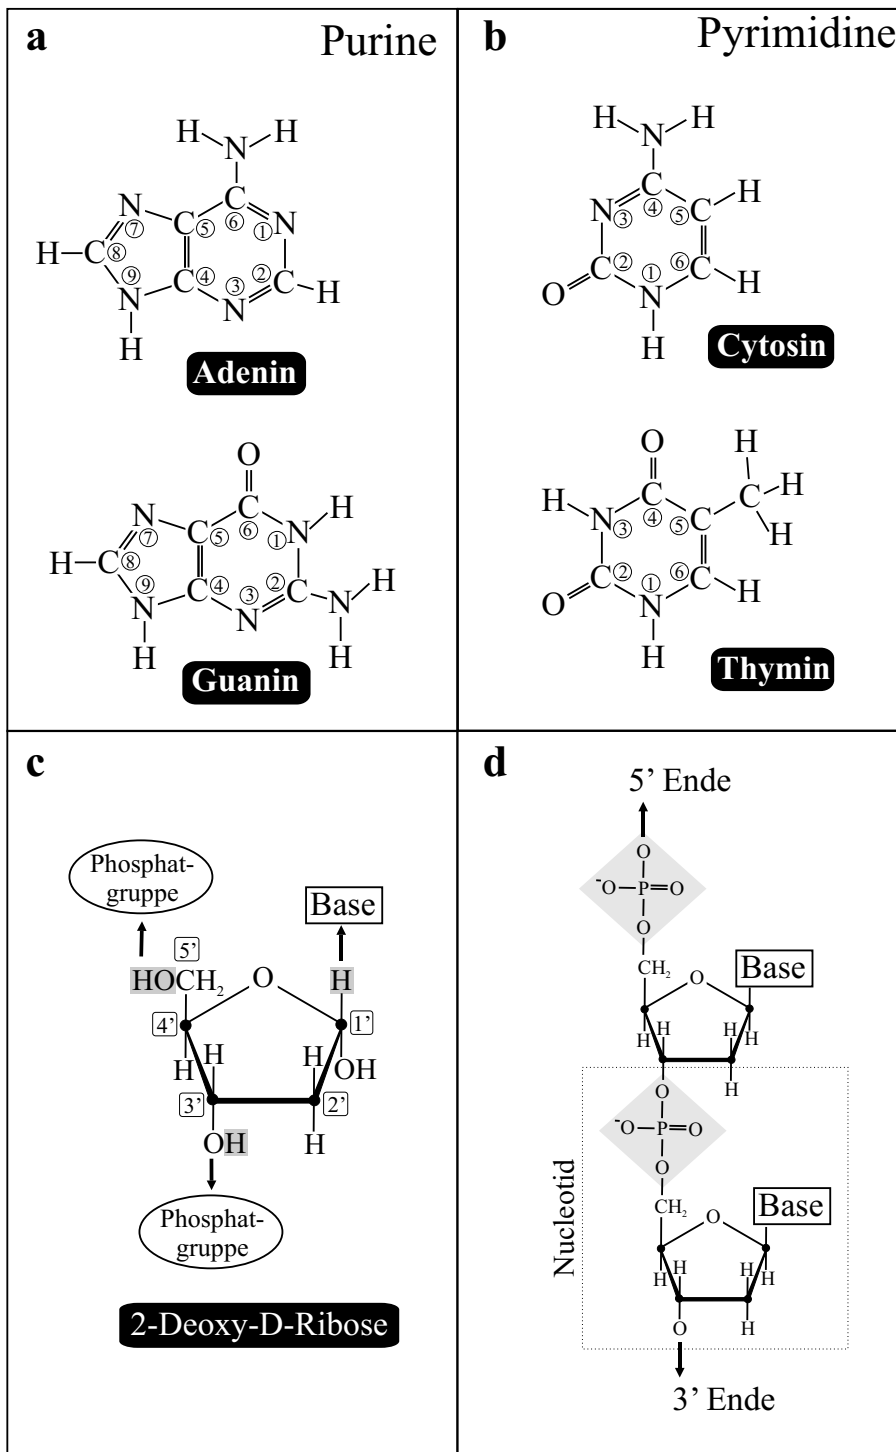 a
Purine
H
N
H
N
⑦
C
⑥
N
①
C
⑤
H
C
⑧
⑨
N
C
④
③
N
②
C
H
H
Adenin
O
N
⑦
C
⑥
H
C
⑤
①
N
H
C
⑧
⑨
N
C
④
③
N
②
C
N
H
H
H
Guanin
b
Pyrimidine
H
N
H
C
④
H
N
③
⑤
C
C
②
①
⑥
C
O
N
H
H
Cytosin
O
H
C
④
C
H
H
H
N
③
⑤
C
C
②
①
⑥
C
O
N
H
H
Thymin
c
Phosphat-
gruppe
Base
5'
HOCH2
O
H
4'
1'
H
H
H
OH
3'
2'
OH
H
Phosphat-
gruppe
2-Deoxy-D-Ribose
d
5' Ende
O
-O-P=O
O
CH2
O
Base
H
H
H
H
O
H
-O-P=O
O
CH2
O
Base
H
H
H
H
O
H
Nucleotid
3' Ende